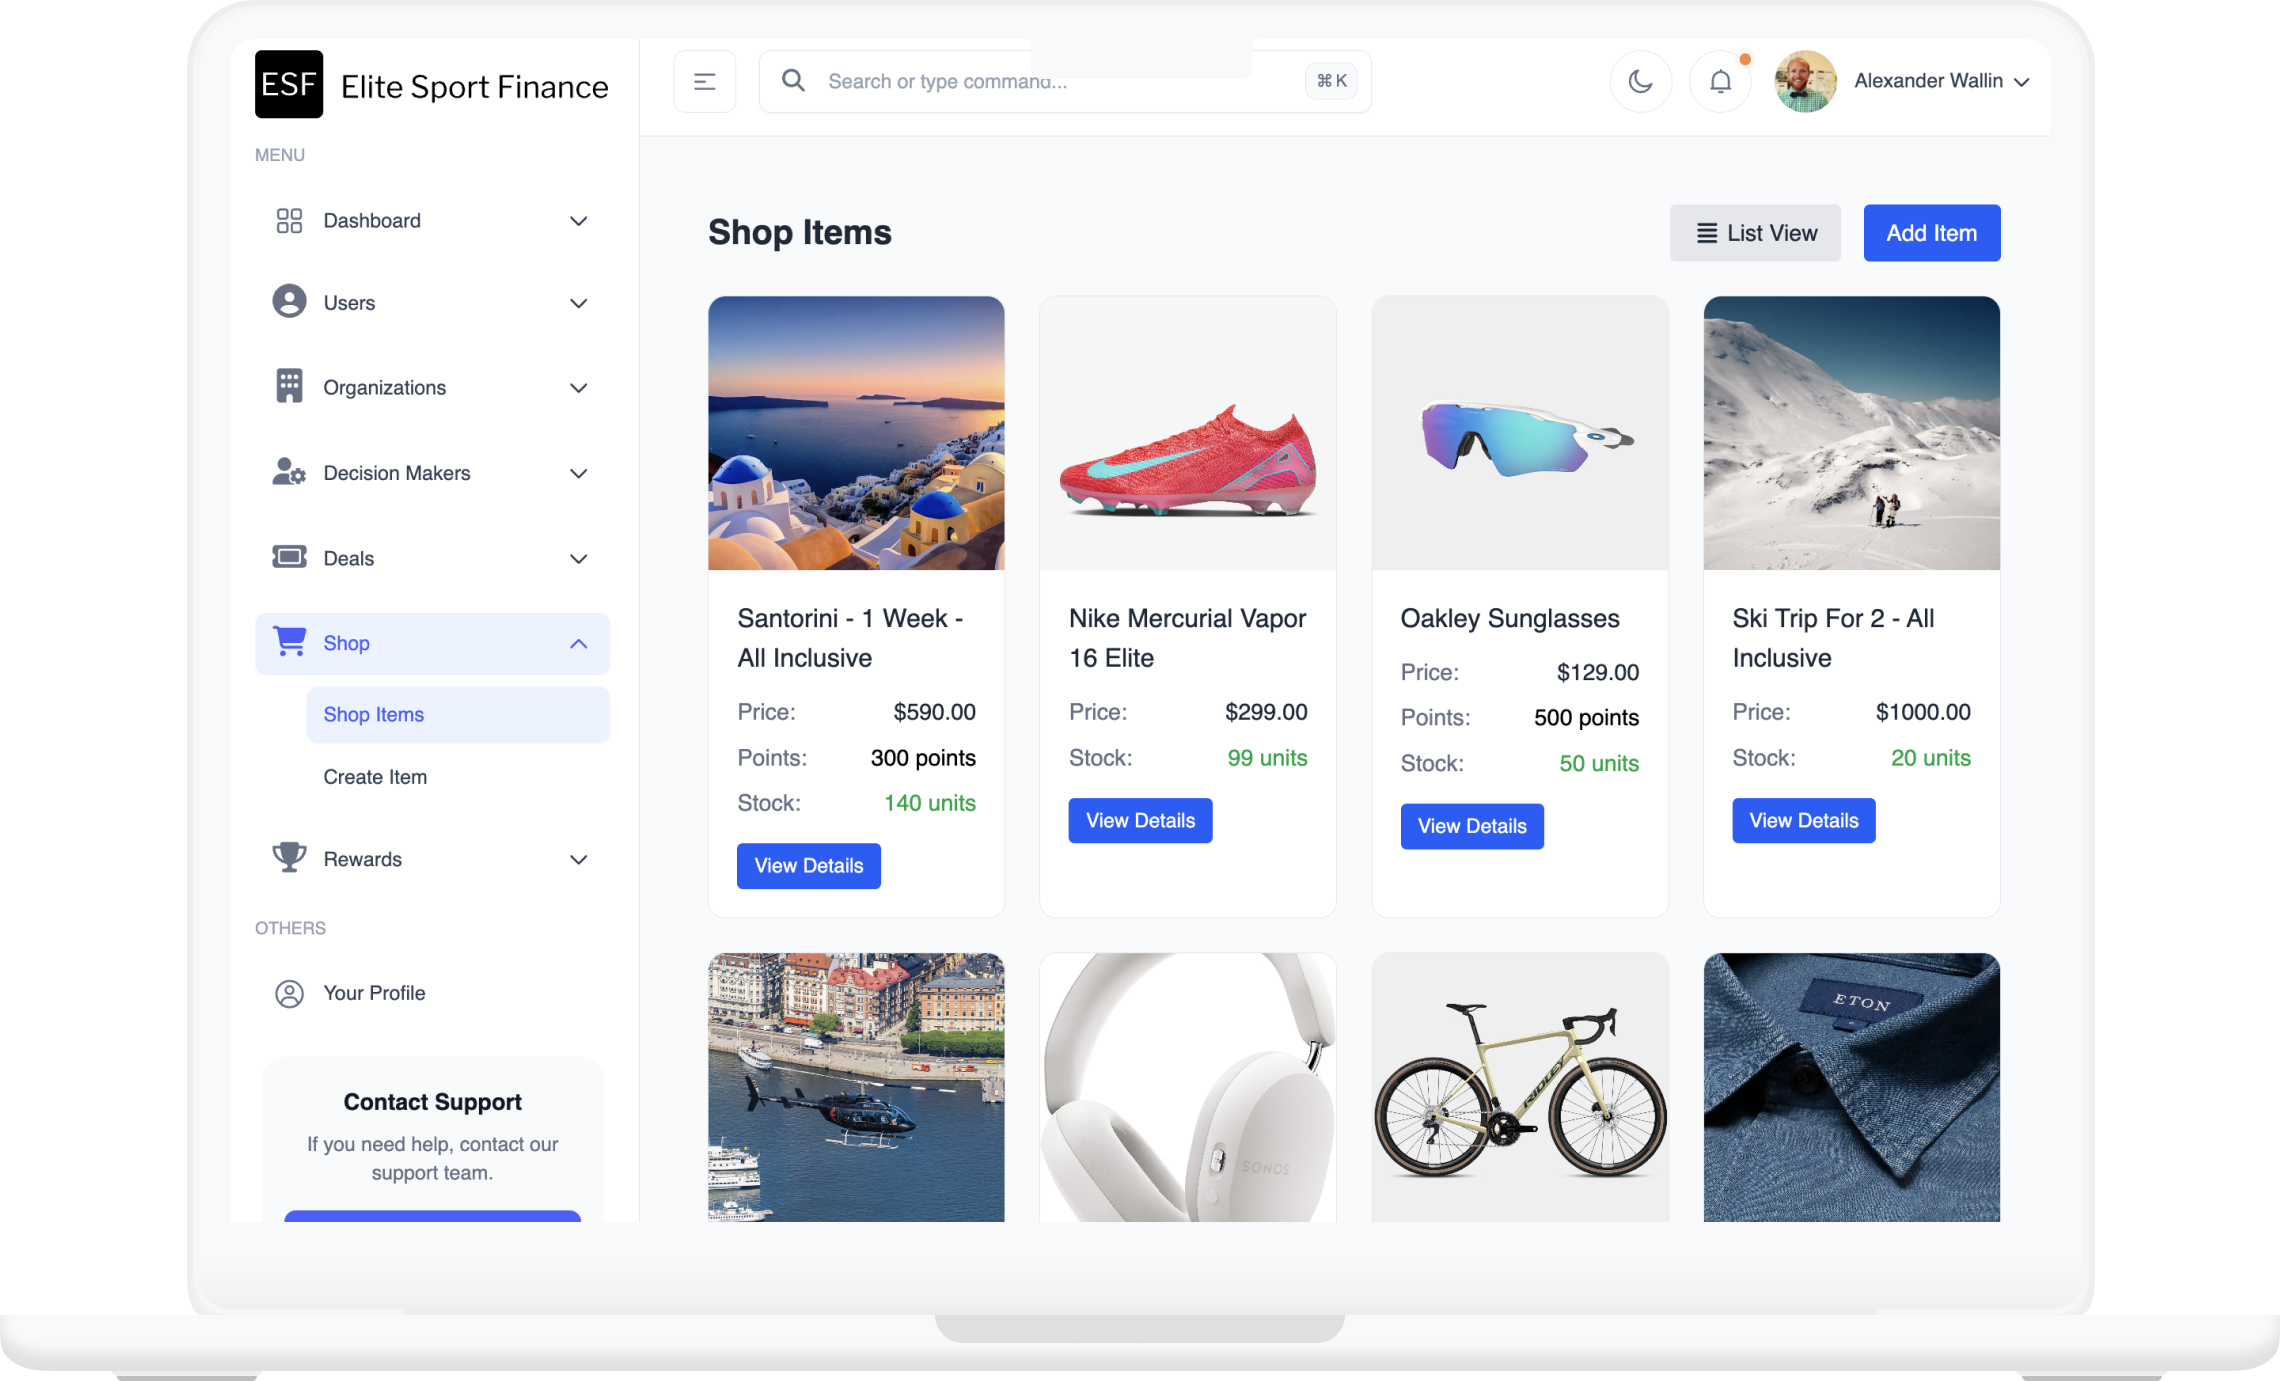 ESF
Elite Sport Finance
Search or type command...
⌘ K
Alexander Wallin
MENU
Dashboard
Users
Organizations
Decision Makers
Deals
Shop
Shop Items
Create Item
Rewards
OTHERS
Your Profile
Contact Support
If you need help, contact our
support team.
Shop Items
List View
Add Item
Santorini - 1 Week -
All Inclusive
Price: $590.00
Points: 300 points
Stock: 140 units
View Details
Nike Mercurial Vapor
16 Elite
Price: $299.00
Stock: 99 units
View Details
Oakley Sunglasses
Price: $129.00
Points: 500 points
Stock: 50 units
View Details
Ski Trip For 2 - All
Inclusive
Price: $1000.00
Stock: 20 units
View Details
SONOS
RIDLEY
ETON